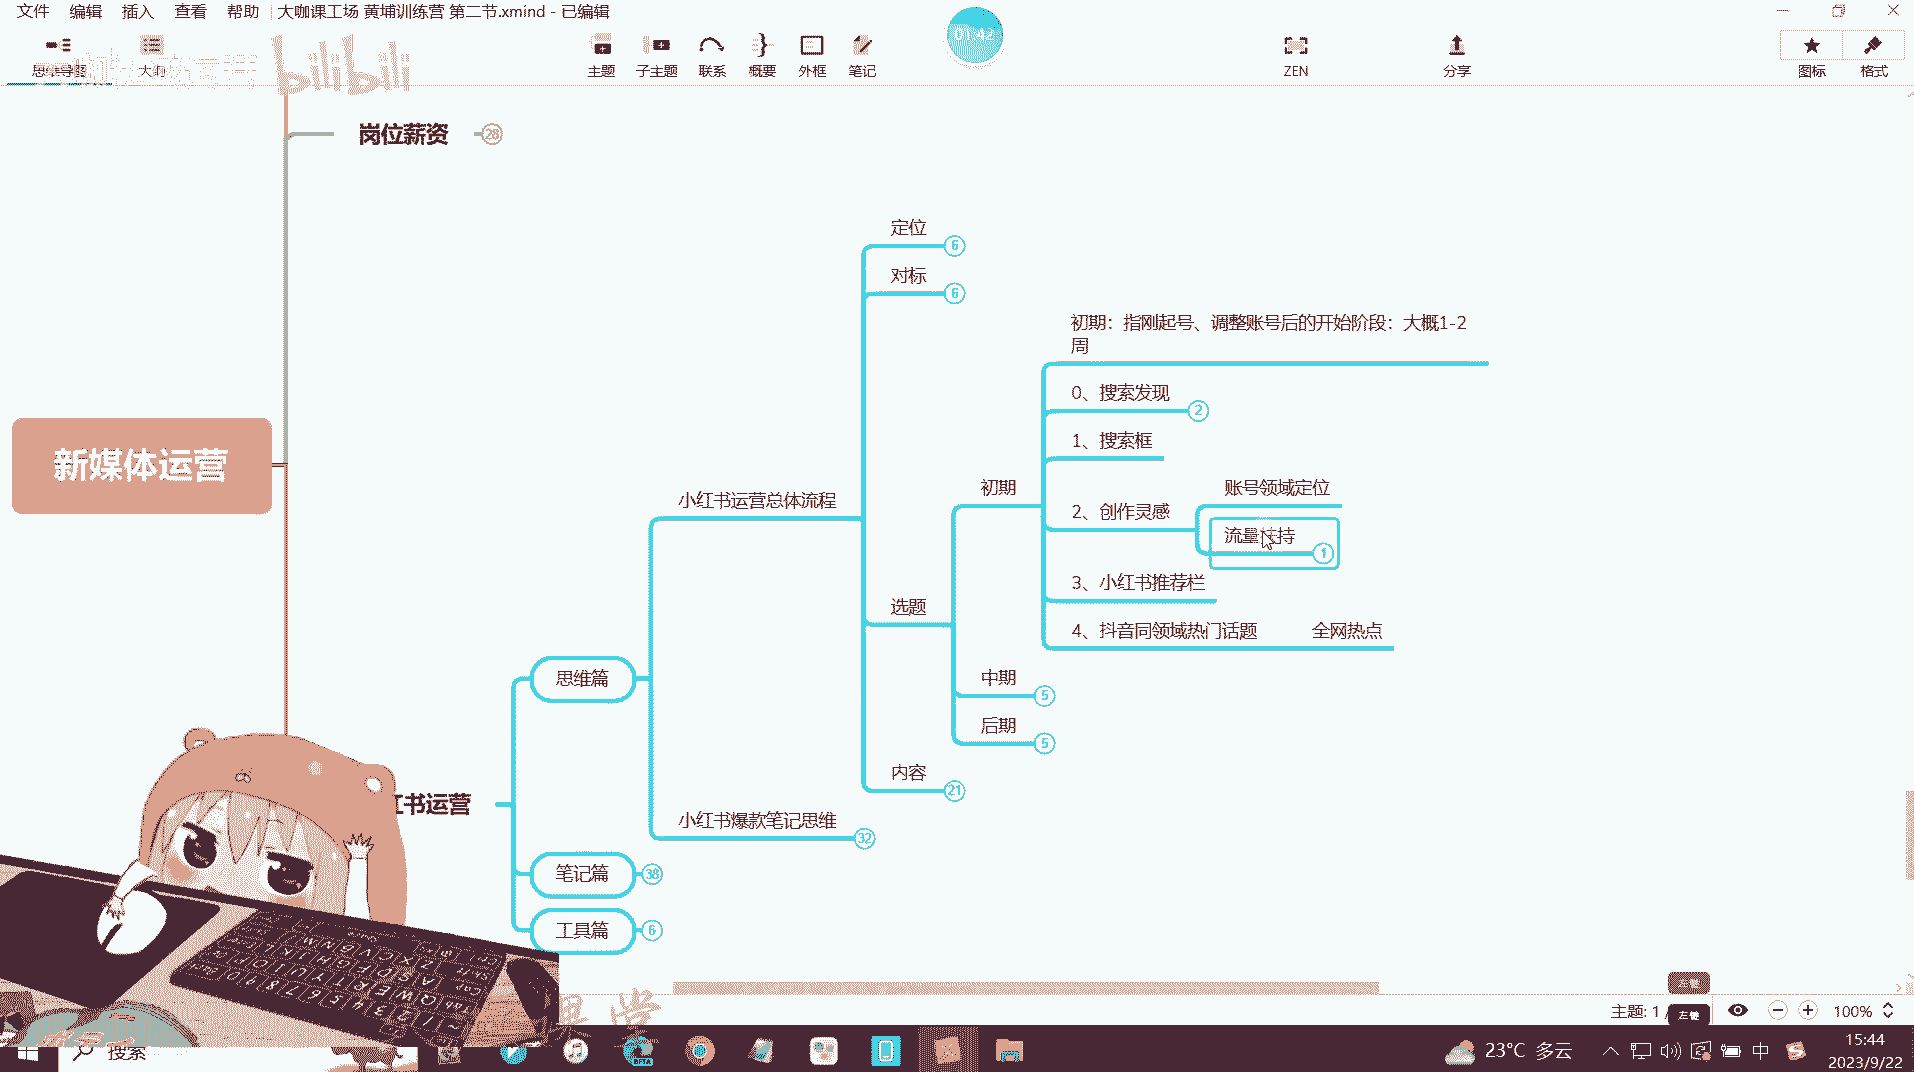 文件 编辑 插入 查看 帮助 大咖课工场 黄埔训练营 第二节.xmind - 已编辑
思维导图 大纲 主题 子主题 联系 概要 外框 笔记 01:42 ZEN 分享 图标 格式
bilibili
岗位薪资 28
定位 6
对标 6
初期：指刚起号、调整账号后的开始阶段：大概1-2
周
0、搜索发现 2
1、搜索框
新媒体运营
小红书运营总体流程
初期
账号领域定位
2、创作灵感
流量扶持 1
3、小红书推荐栏
选题
4、抖音同领域热门话题 全网热点
思维篇
中期 5
后期 5
内容 21
红书运营
小红书爆款笔记思维 32
笔记篇 38
工具篇 6
左键
主题: 1 / 左键 100%
搜索 BETA 23°C 多云 中 15:44
2023/9/22